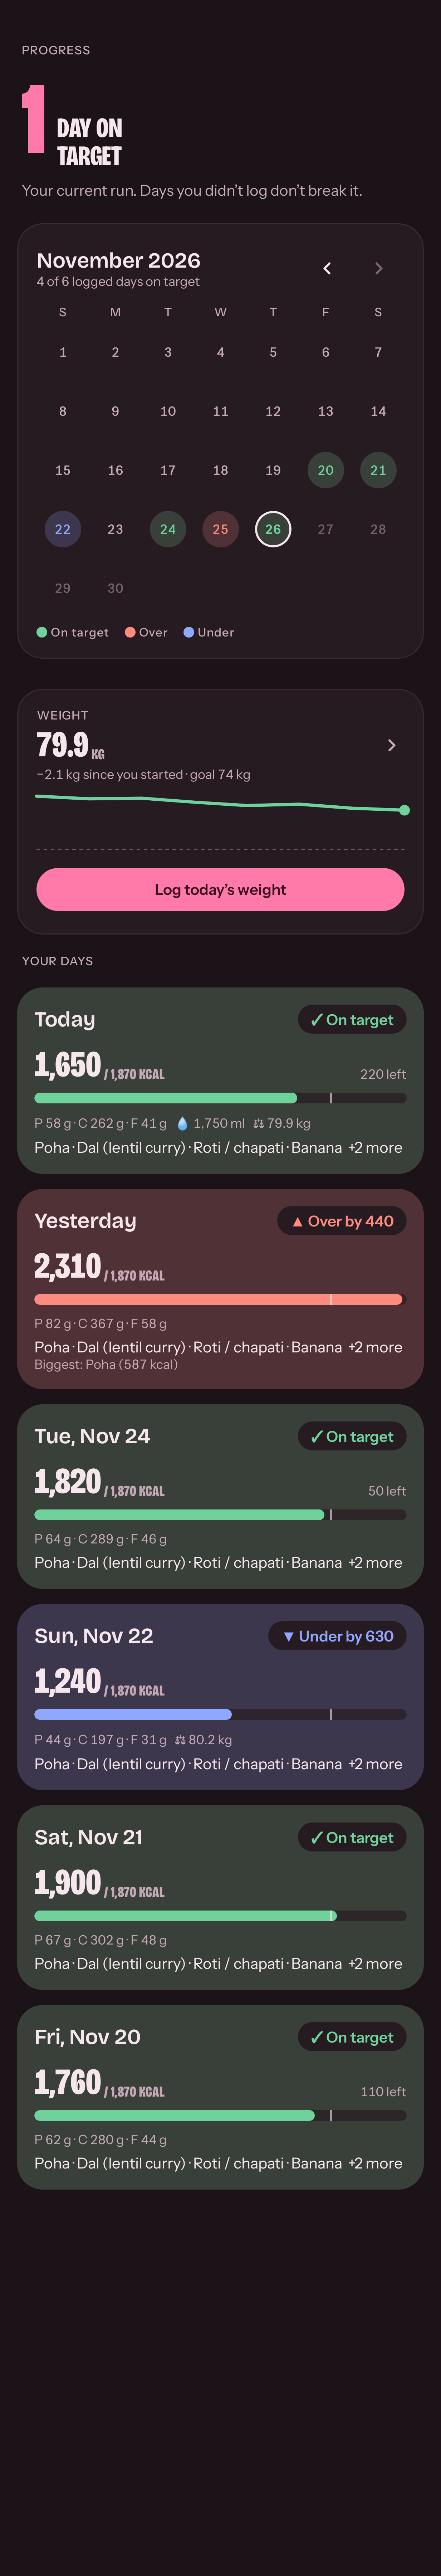 PROGRESS
1 DAY ON
TARGET
Your current run. Days you didn’t log don’t break it.
November 2026
4 of 6 logged days on target
S M T W T F S
1 2 3 4 5 6 7
8 9 10 11 12 13 14
15 16 17 18 19 20 21
22 23 24 25 26 27 28
29 30
On target Over Under
WEIGHT
79.9 KG
−2.1 kg since you started · goal 74 kg
Log today’s weight
YOUR DAYS
Today ✓ On target
1,650 / 1,870 KCAL 220 left
P 58 g · C 262 g · F 41 g 💧 1,750 ml ⚖ 79.9 kg
Poha · Dal (lentil curry) · Roti / chapati · Banana +2 more
Yesterday ▲ Over by 440
2,310 / 1,870 KCAL
P 82 g · C 367 g · F 58 g
Poha · Dal (lentil curry) · Roti / chapati · Banana +2 more
Biggest: Poha (587 kcal)
Tue, Nov 24 ✓ On target
1,820 / 1,870 KCAL 50 left
P 64 g · C 289 g · F 46 g
Poha · Dal (lentil curry) · Roti / chapati · Banana +2 more
Sun, Nov 22 ▼ Under by 630
1,240 / 1,870 KCAL
P 44 g · C 197 g · F 31 g ⚖ 80.2 kg
Poha · Dal (lentil curry) · Roti / chapati · Banana +2 more
Sat, Nov 21 ✓ On target
1,900 / 1,870 KCAL
P 67 g · C 302 g · F 48 g
Poha · Dal (lentil curry) · Roti / chapati · Banana +2 more
Fri, Nov 20 ✓ On target
1,760 / 1,870 KCAL 110 left
P 62 g · C 280 g · F 44 g
Poha · Dal (lentil curry) · Roti / chapati · Banana +2 more